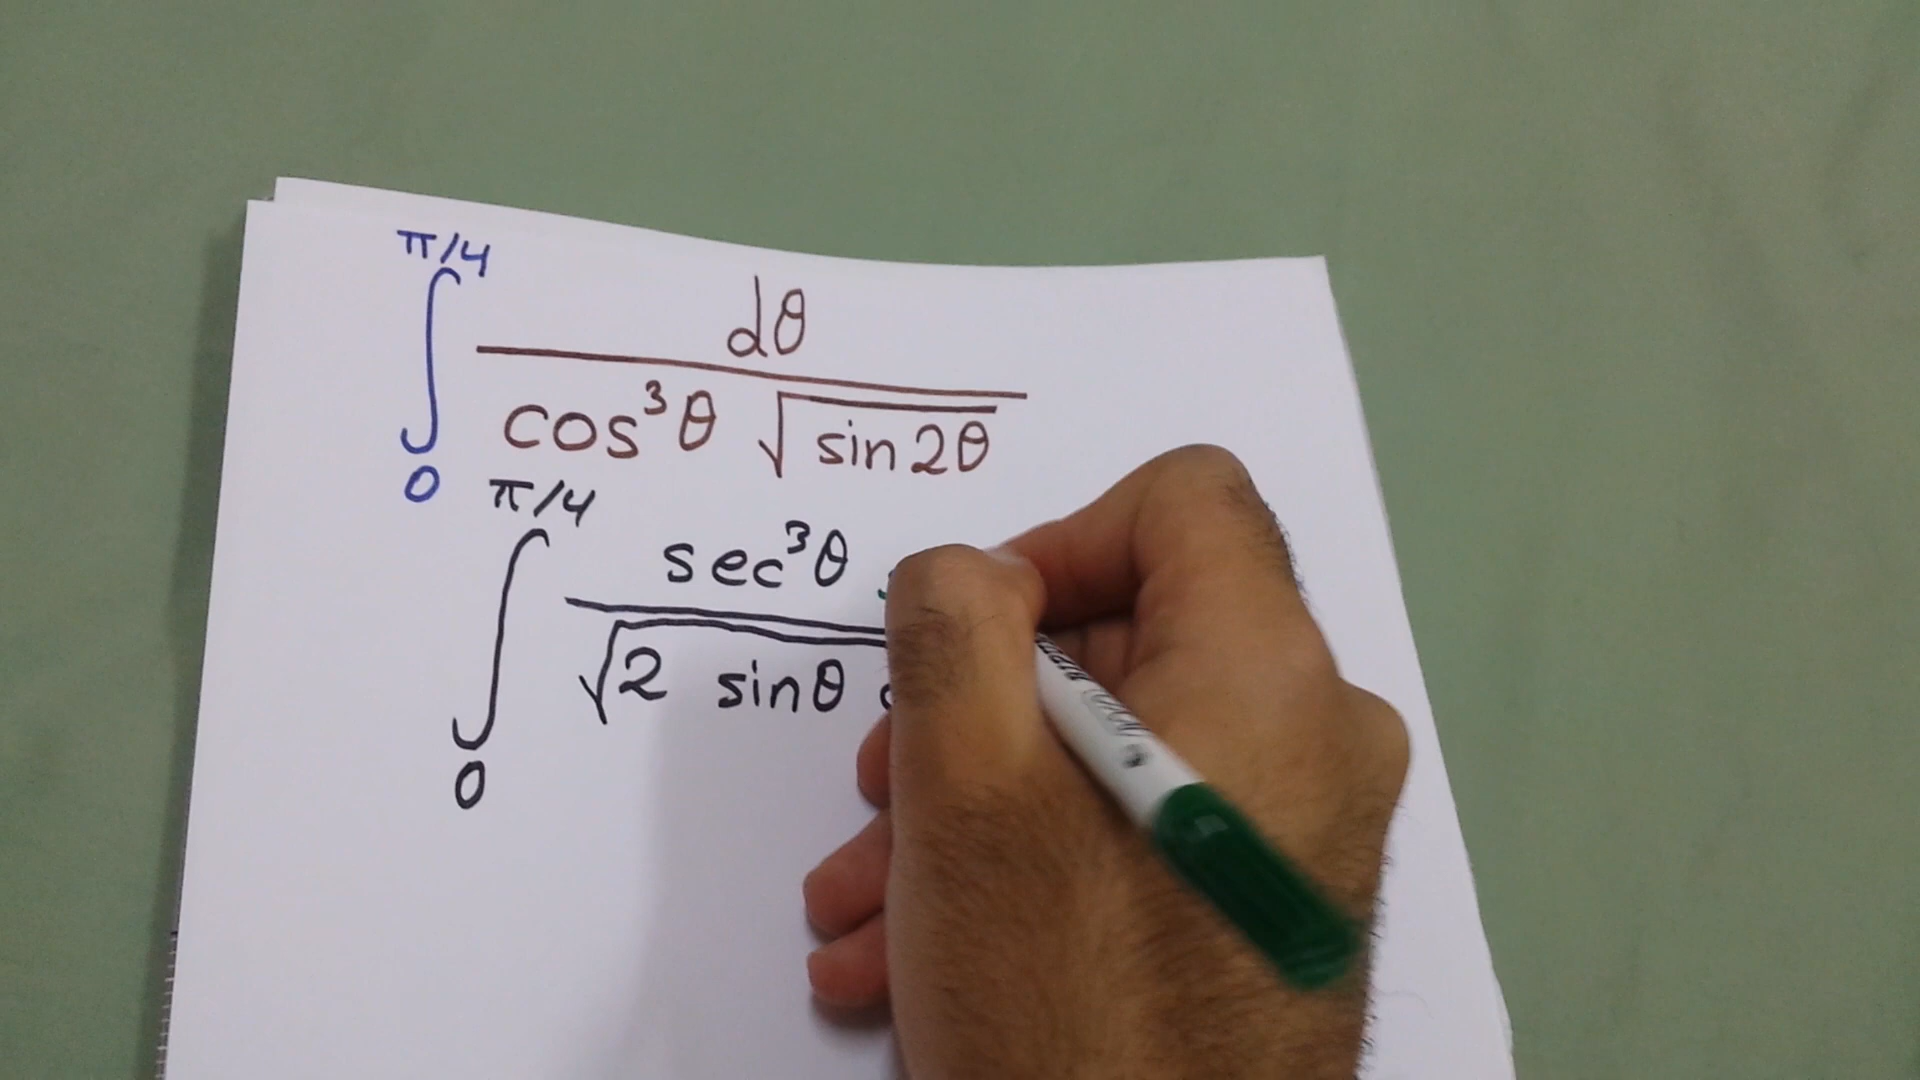 π/4
∫ dθ
cos³θ √sin2θ
0
π/4
∫ sec³θ
√2 sinθ
0